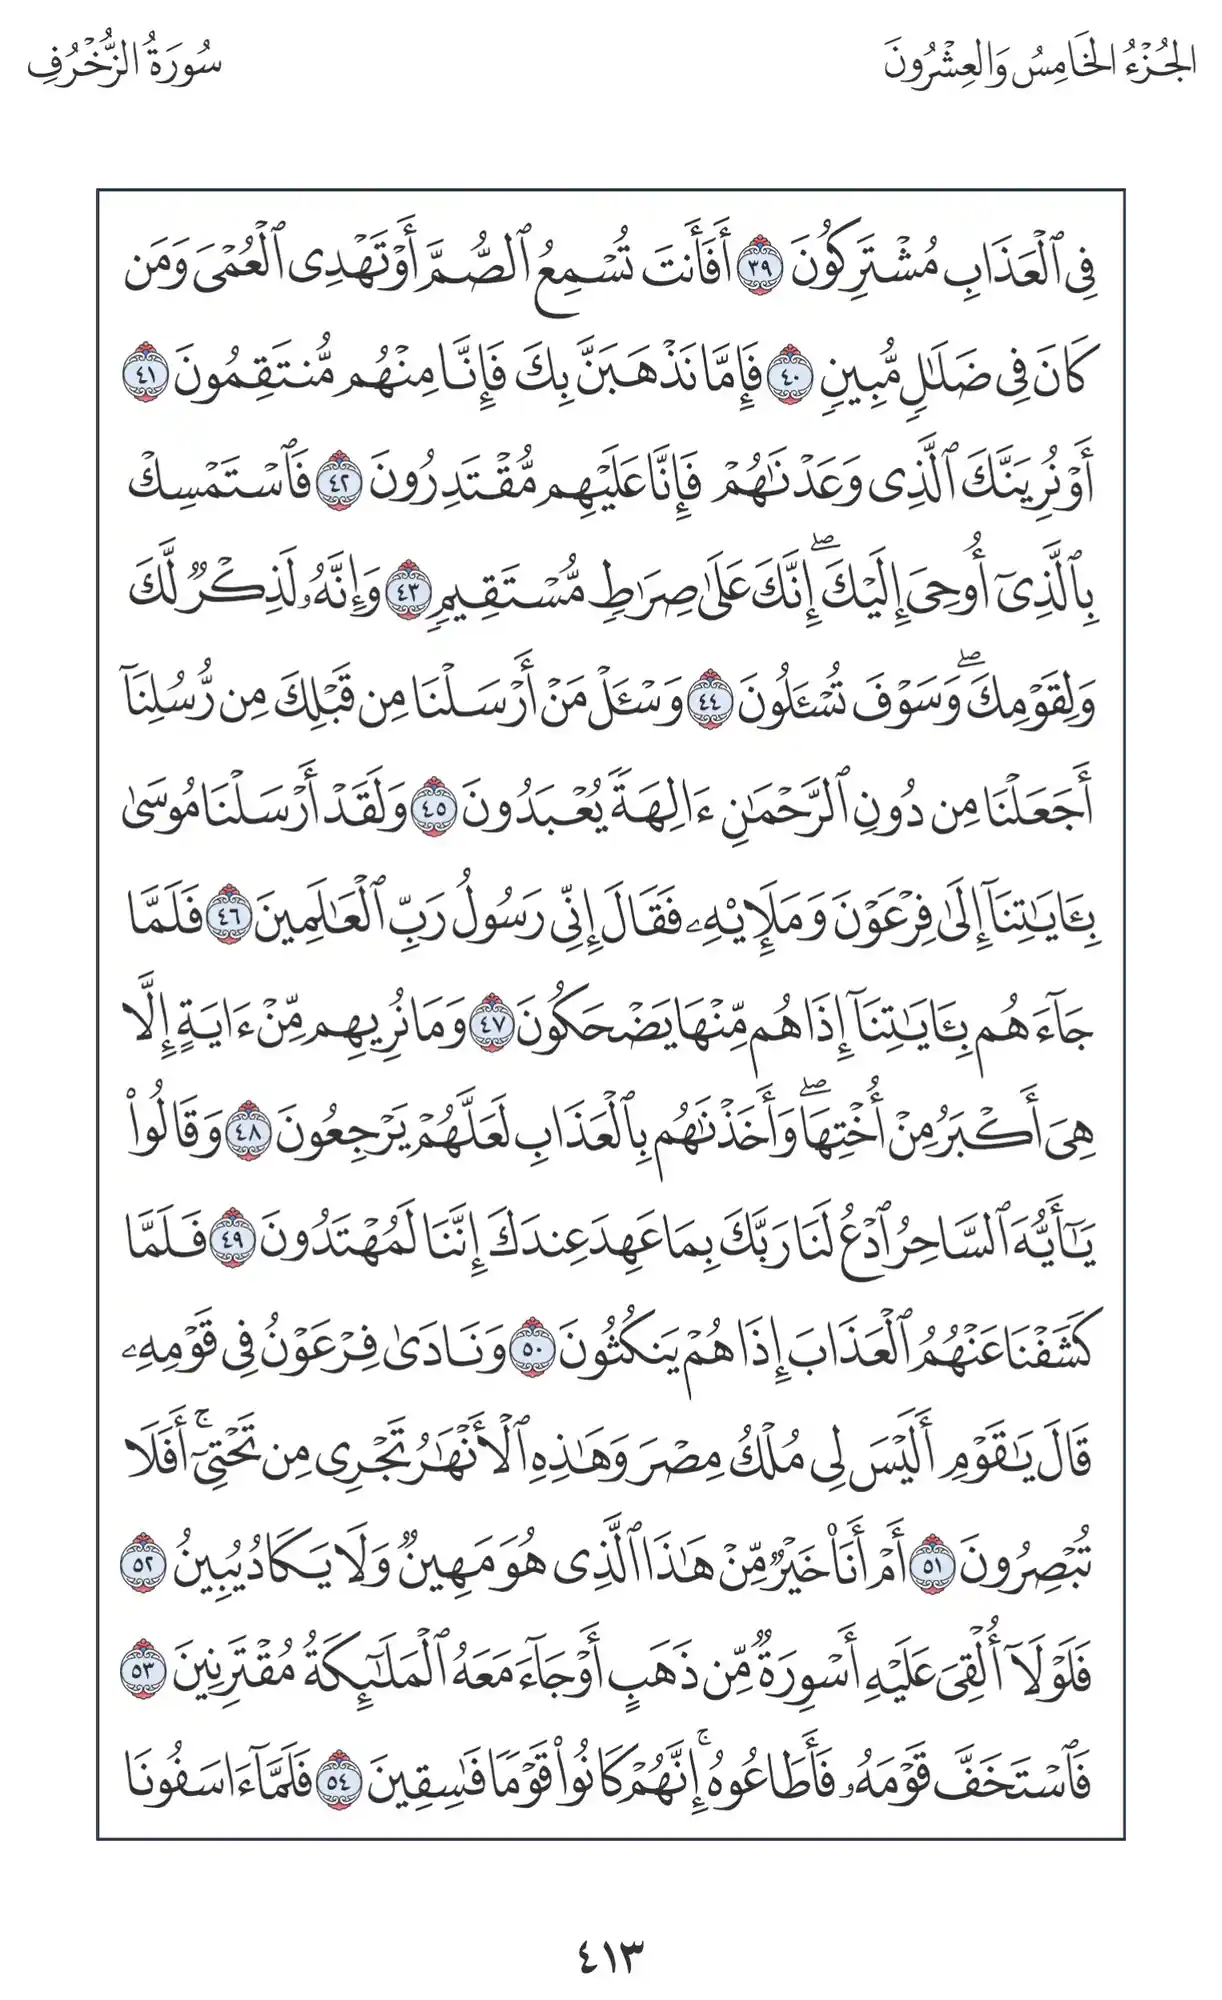 الجُزْءُ الخَامِسُ وَالعِشْرُونَ
سُورَةُ الزُّخْرُفِ
فِى ٱلْعَذَابِ مُشْتَرِكُونَ ٣٩ أَفَأَنتَ تُسْمِعُ ٱلصُّمَّ أَوْ تَهْدِى ٱلْعُمْىَ وَمَن
كَانَ فِى ضَلَٰلٍ مُّبِينٍ ٤٠ فَإِمَّا نَذْهَبَنَّ بِكَ فَإِنَّا مِنْهُم مُّنتَقِمُونَ ٤١
أَوْ نُرِيَنَّكَ ٱلَّذِى وَعَدْنَٰهُمْ فَإِنَّا عَلَيْهِم مُّقْتَدِرُونَ ٤٢ فَٱسْتَمْسِكْ
بِٱلَّذِىٓ أُوحِىَ إِلَيْكَۖ إِنَّكَ عَلَىٰ صِرَٰطٍ مُّسْتَقِيمٍ ٤٣ وَإِنَّهُۥ لَذِكْرٌ لَّكَ
وَلِقَوْمِكَۖ وَسَوْفَ تُسْـَٔلُونَ ٤٤ وَسْـَٔلْ مَنْ أَرْسَلْنَا مِن قَبْلِكَ مِن رُّسُلِنَآ
أَجَعَلْنَا مِن دُونِ ٱلرَّحْمَٰنِ ءَالِهَةً يُعْبَدُونَ ٤٥ وَلَقَدْ أَرْسَلْنَا مُوسَىٰ
بِـَٔايَٰتِنَآ إِلَىٰ فِرْعَوْنَ وَمَلَإِي۟هِۦ فَقَالَ إِنِّى رَسُولُ رَبِّ ٱلْعَٰلَمِينَ ٤٦ فَلَمَّا
جَآءَهُم بِـَٔايَٰتِنَآ إِذَا هُم مِّنْهَا يَضْحَكُونَ ٤٧ وَمَا نُرِيهِم مِّنْ ءَايَةٍ إِلَّا
هِىَ أَكْبَرُ مِنْ أُخْتِهَاۖ وَأَخَذْنَٰهُم بِٱلْعَذَابِ لَعَلَّهُمْ يَرْجِعُونَ ٤٨ وَقَالُوا۟
يَٰٓأَيُّهَ ٱلسَّاحِرُ ٱدْعُ لَنَا رَبَّكَ بِمَا عَهِدَ عِندَكَ إِنَّنَا لَمُهْتَدُونَ ٤٩ فَلَمَّا
كَشَفْنَا عَنْهُمُ ٱلْعَذَابَ إِذَا هُمْ يَنكُثُونَ ٥٠ وَنَادَىٰ فِرْعَوْنُ فِى قَوْمِهِۦ
قَالَ يَٰقَوْمِ أَلَيْسَ لِى مُلْكُ مِصْرَ وَهَٰذِهِ ٱلْأَنْهَٰرُ تَجْرِى مِن تَحْتِىٓۚ أَفَلَا
تُبْصِرُونَ ٥١ أَمْ أَنَا۠ خَيْرٌ مِّنْ هَٰذَا ٱلَّذِى هُوَ مَهِينٌ وَلَا يَكَادُ يُبِينُ ٥٢
فَلَوْلَآ أُلْقِىَ عَلَيْهِ أَسْوِرَةٌ مِّن ذَهَبٍ أَوْ جَآءَ مَعَهُ ٱلْمَلَٰٓئِكَةُ مُقْتَرِنِينَ ٥٣
فَٱسْتَخَفَّ قَوْمَهُۥ فَأَطَاعُوهُۚ إِنَّهُمْ كَانُوا۟ قَوْمًا فَٰسِقِينَ ٥٤ فَلَمَّآ ءَاسَفُونَا
٤١٣